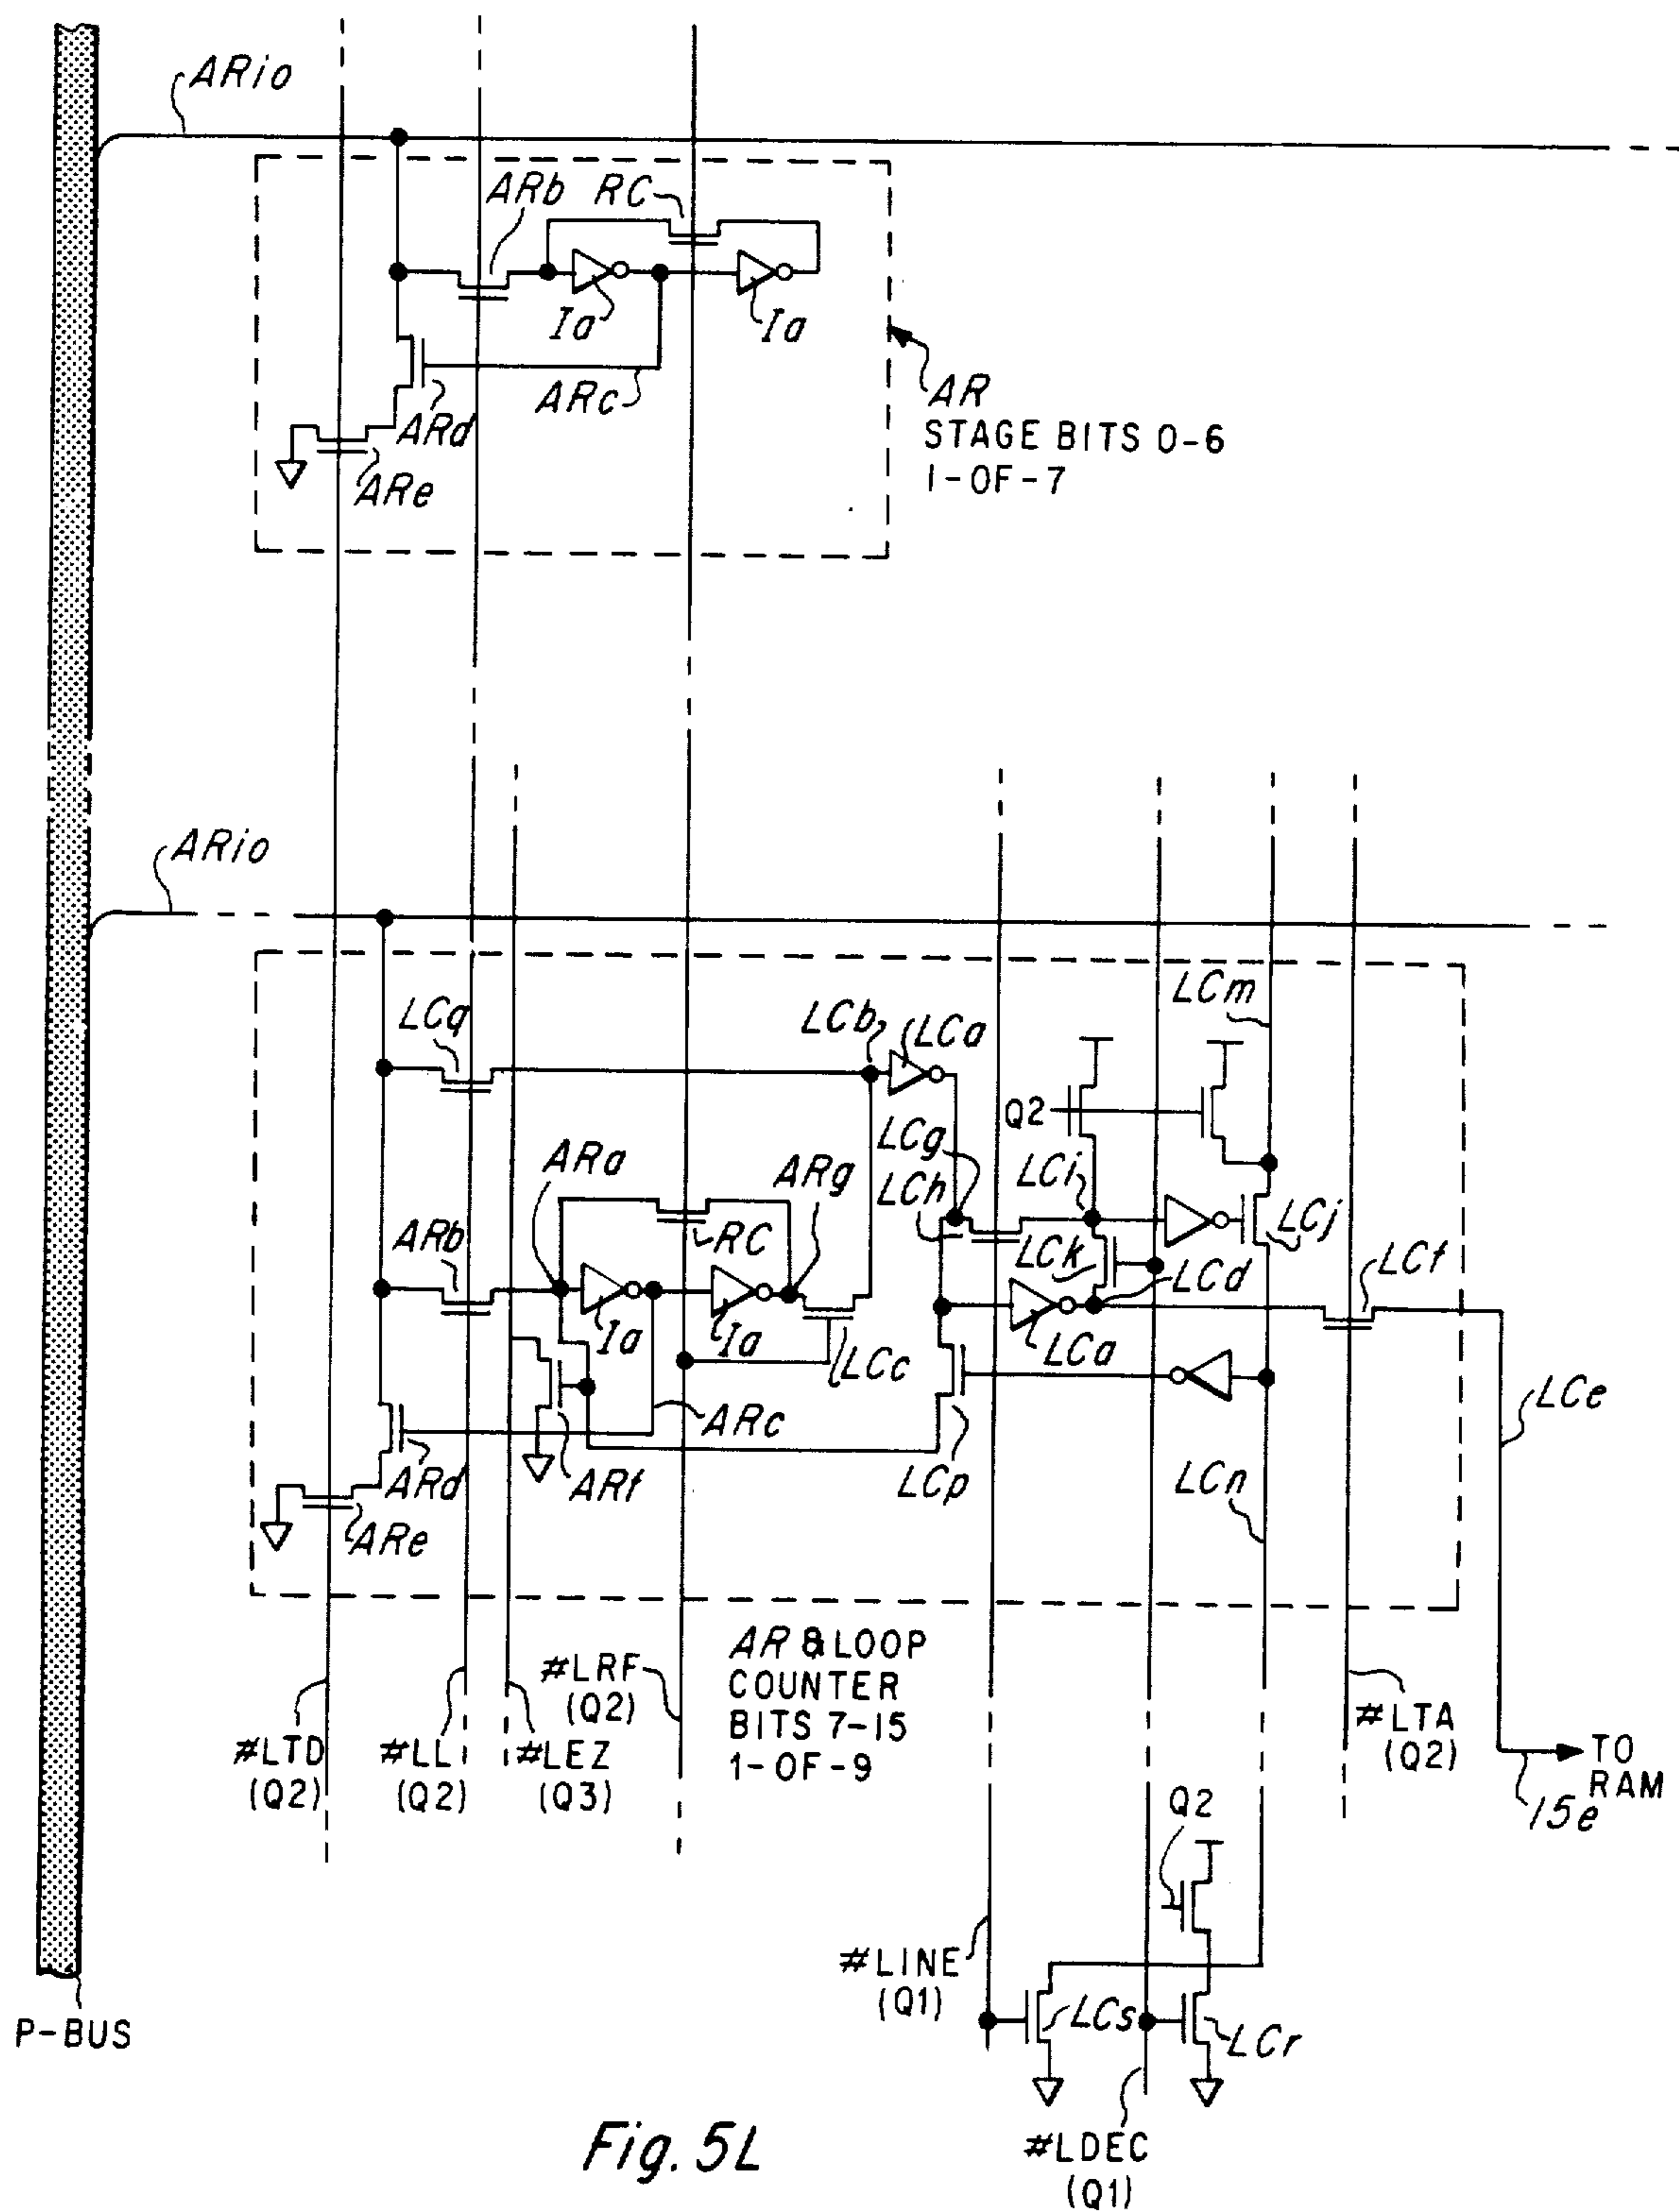 ARio
ARb
RC
Ia
Ia
ARc
ARd
ARe
AR
STAGE BITS 0-6
1-OF-7
ARio
LCq
LCb
LCa
LCm
Q2
LCg
LCh
LCi
LCj
LCk
LCd
LCf
ARa
ARg
ARb
RC
Ia
Ia
LCc
LCa
ARc
ARd
ARf
LCp
LCn
LCe
ARe
#LTD
(Q2)
#LL
(Q2)
#LEZ
(Q3)
#LRF
(Q2)
AR & LOOP
COUNTER
BITS 7-15
1-OF-9
#LTA
(Q2)
TO
RAM
15e
Q2
#LINE
(Q1)
LCs
LCr
P-BUS
#LDEC
(Q1)
Fig. 5L